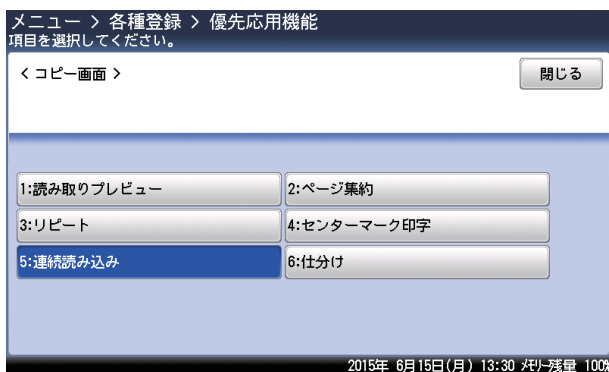 メニュー > 各種登録 > 優先応用機能
項目を選択してください。
<コピー画面>
閉じる
1:読み取りプレビュー
2:ページ集約
3:リピート
4:センターマーク印字
5:連続読み込み
6:仕分け
2015年 6月15日(月) 13:30 メモリー残量 100%